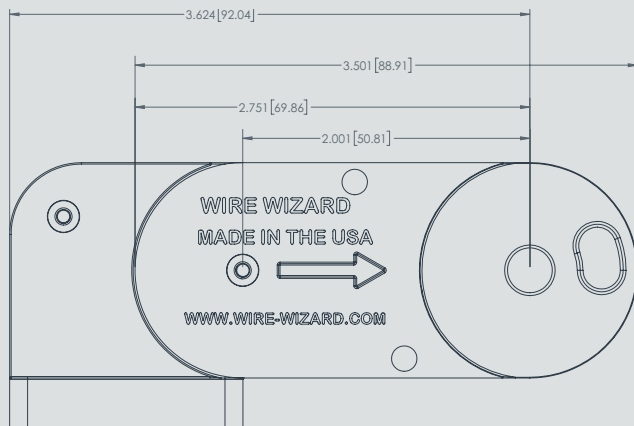 3.624[92.04]
3.501[88.91]
2.751[69.86]
2.001[50.81]
WIRE WIZARD
MADE IN THE USA
WWW.WIRE-WIZARD.COM